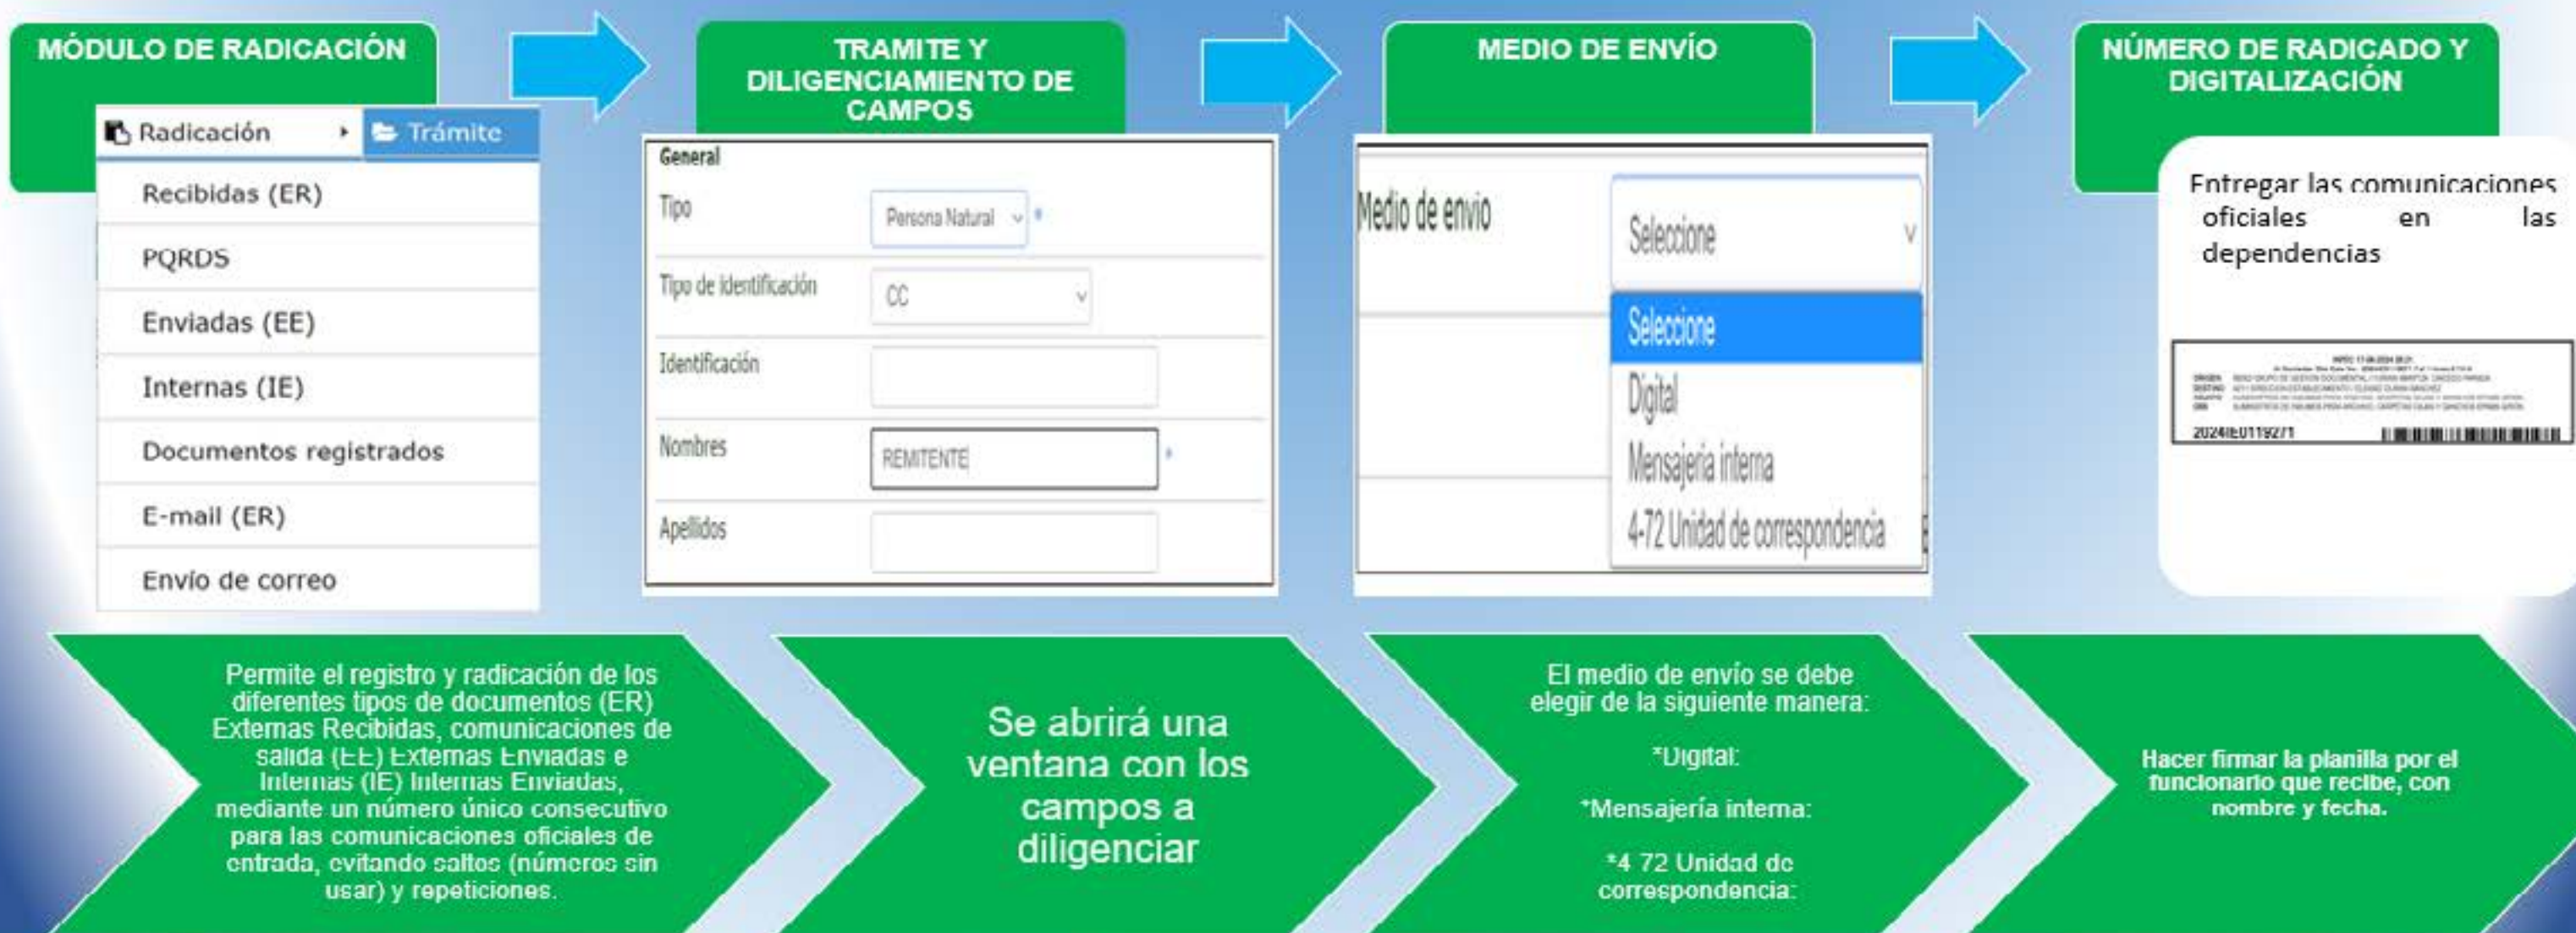 MÓDULO DE RADICACIÓN
Radicación
Trámite
Recibidas (ER)
PQRDS
Enviadas (EE)
Internas (IE)
Documentos registrados
E-mail (ER)
Envío de correo
TRAMITE Y
DILIGENCIAMIENTO DE
CAMPOS
General
Tipo
Persona Natural
*
Tipo de Identificación
CC
Identificación
Nombres
REMITENTE
*
Apellidos
MEDIO DE ENVÍO
Medio de envio
Seleccione
Seleccione
Digital
Mensajeria interna
4-72 Unidad de correspondencia
NÚMERO DE RADICADO Y
DIGITALIZACIÓN
Entregar las comunicaciones
oficiales en las
dependencias
2024IE0119271
Permite el registro y radicación de los
diferentes tipos de documentos (ER)
Externas Recibidas, comunicaciones de
salida (EE) Externas Enviadas e
Internas (IE) Internas Enviadas,
mediante un número único consecutivo
para las comunicaciones oficiales de
entrada, evitando saltos (números sin
usar) y repeticiones.
Se abrirá una
ventana con los
campos a
diligenciar
El medio de envío se debe
elegir de la siguiente manera:
*Digital:
*Mensajería interna:
*4 72 Unidad de
correspondencia:
Hacer firmar la planilla por el
funcionario que recibe, con
nombre y fecha.